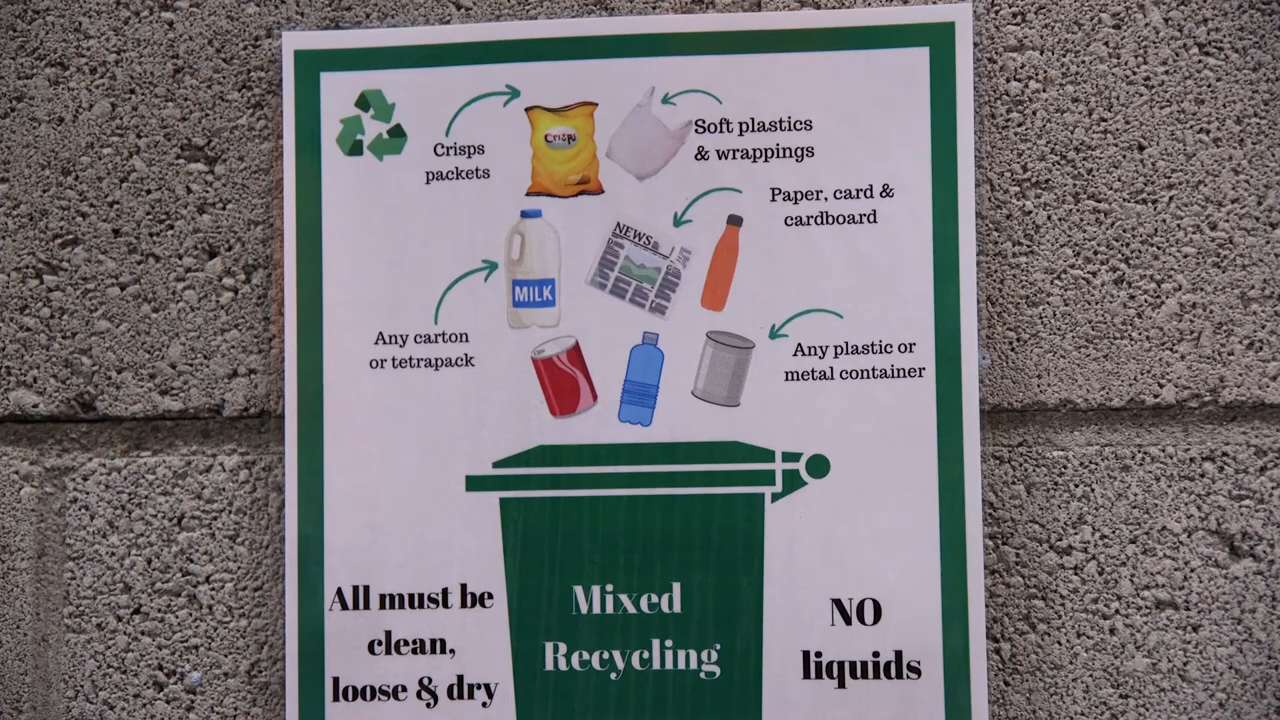 Crisps
packets
Crisps
Soft plastics
& wrappings
Paper, card &
cardboard
NEWS
MILK
Any carton
or tetrapack
Any plastic or
metal container
All must be
clean,
loose & dry
Mixed
Recycling
NO
liquids